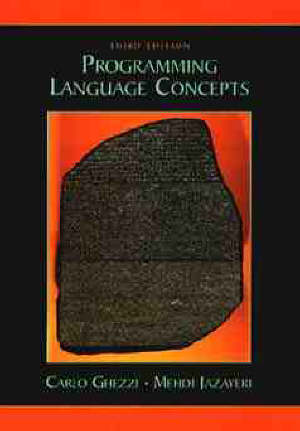 THIRD EDITION
PROGRAMMING
LANGUAGE CONCEPTS
CARLO GHEZZI • MEHDI JAZAYERI